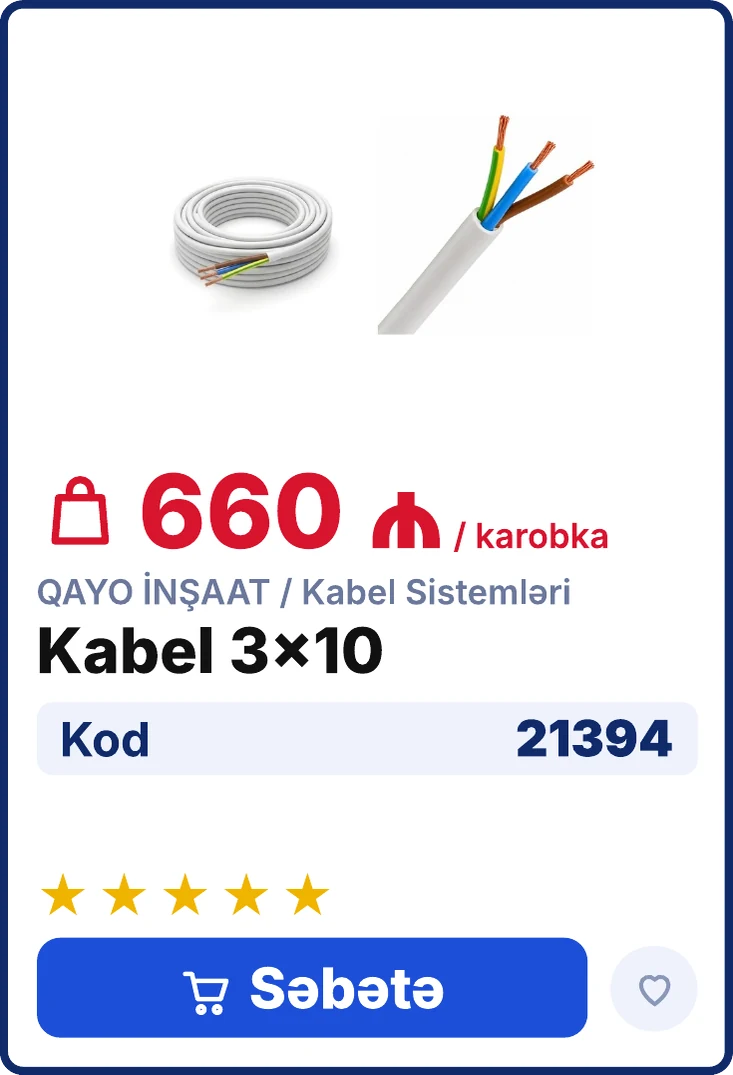 660 ₼ / karobka
QAYO İNŞAAT / Kabel Sistemləri
Kabel 3×10
Kod 21394
Səbətə